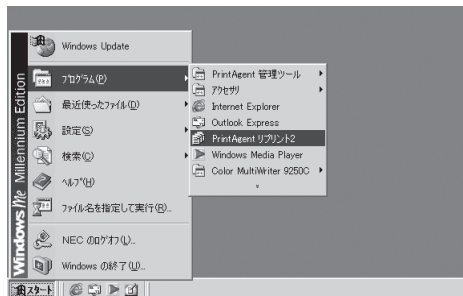 Windows Update
プログラム(P)
最近使ったファイル(D)
設定(S)
検索(C)
ヘルプ(H)
ファイル名を指定して実行(R)...
NEC のログオフ(L)...
Windows の終了(U)...
PrintAgent 管理ツール
アクセサリ
Internet Explorer
Outlook Express
PrintAgent リプリント2
Windows Media Player
Color MultiWriter 9250C
Windows Me Millennium Edition
スタート